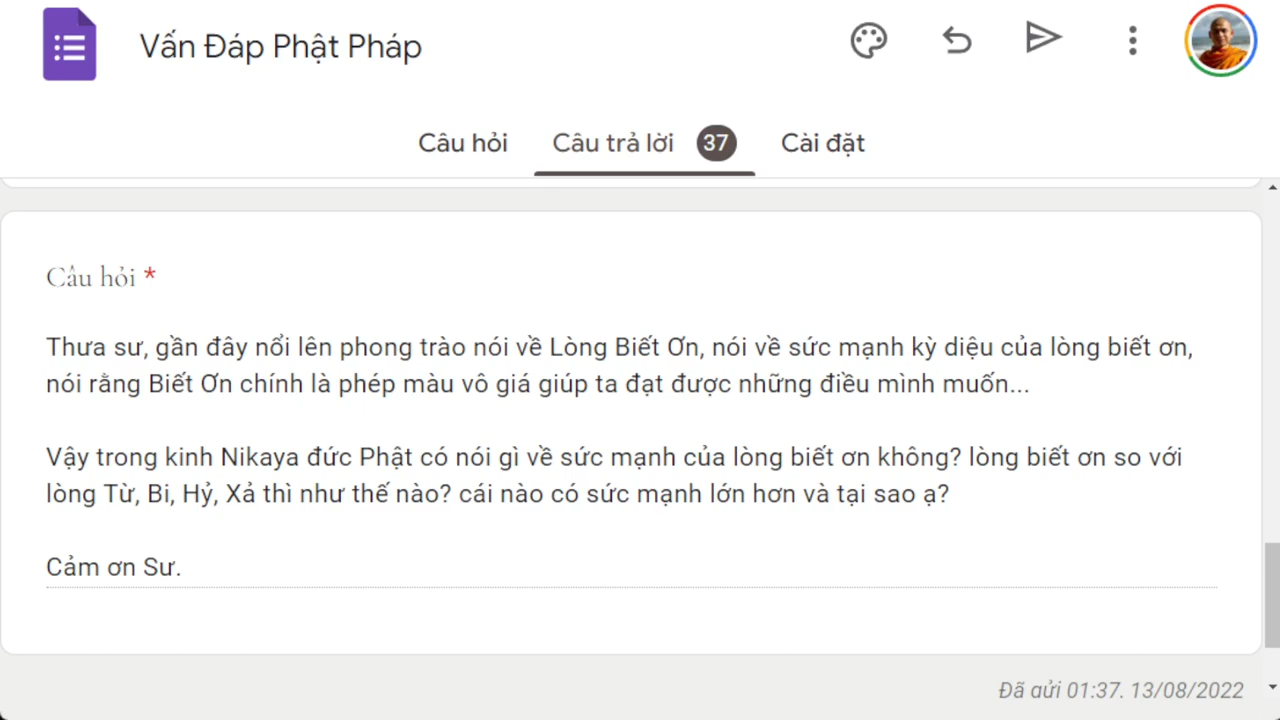 Vấn Đáp Phật Pháp
Câu hỏi
Câu trả lời
37
Cài đặt
Câu hỏi *
Thưa sư, gần đây nổi lên phong trào nói về Lòng Biết Ơn, nói về sức mạnh kỳ diệu của lòng biết ơn,
nói rằng Biết Ơn chính là phép màu vô giá giúp ta đạt được những điều mình muốn...
Vậy trong kinh Nikaya đức Phật có nói gì về sức mạnh của lòng biết ơn không? lòng biết ơn so với
lòng Từ, Bi, Hỷ, Xả thì như thế nào? cái nào có sức mạnh lớn hơn và tại sao ạ?
Cảm ơn Sư.
Đã gửi 01:37. 13/08/2022